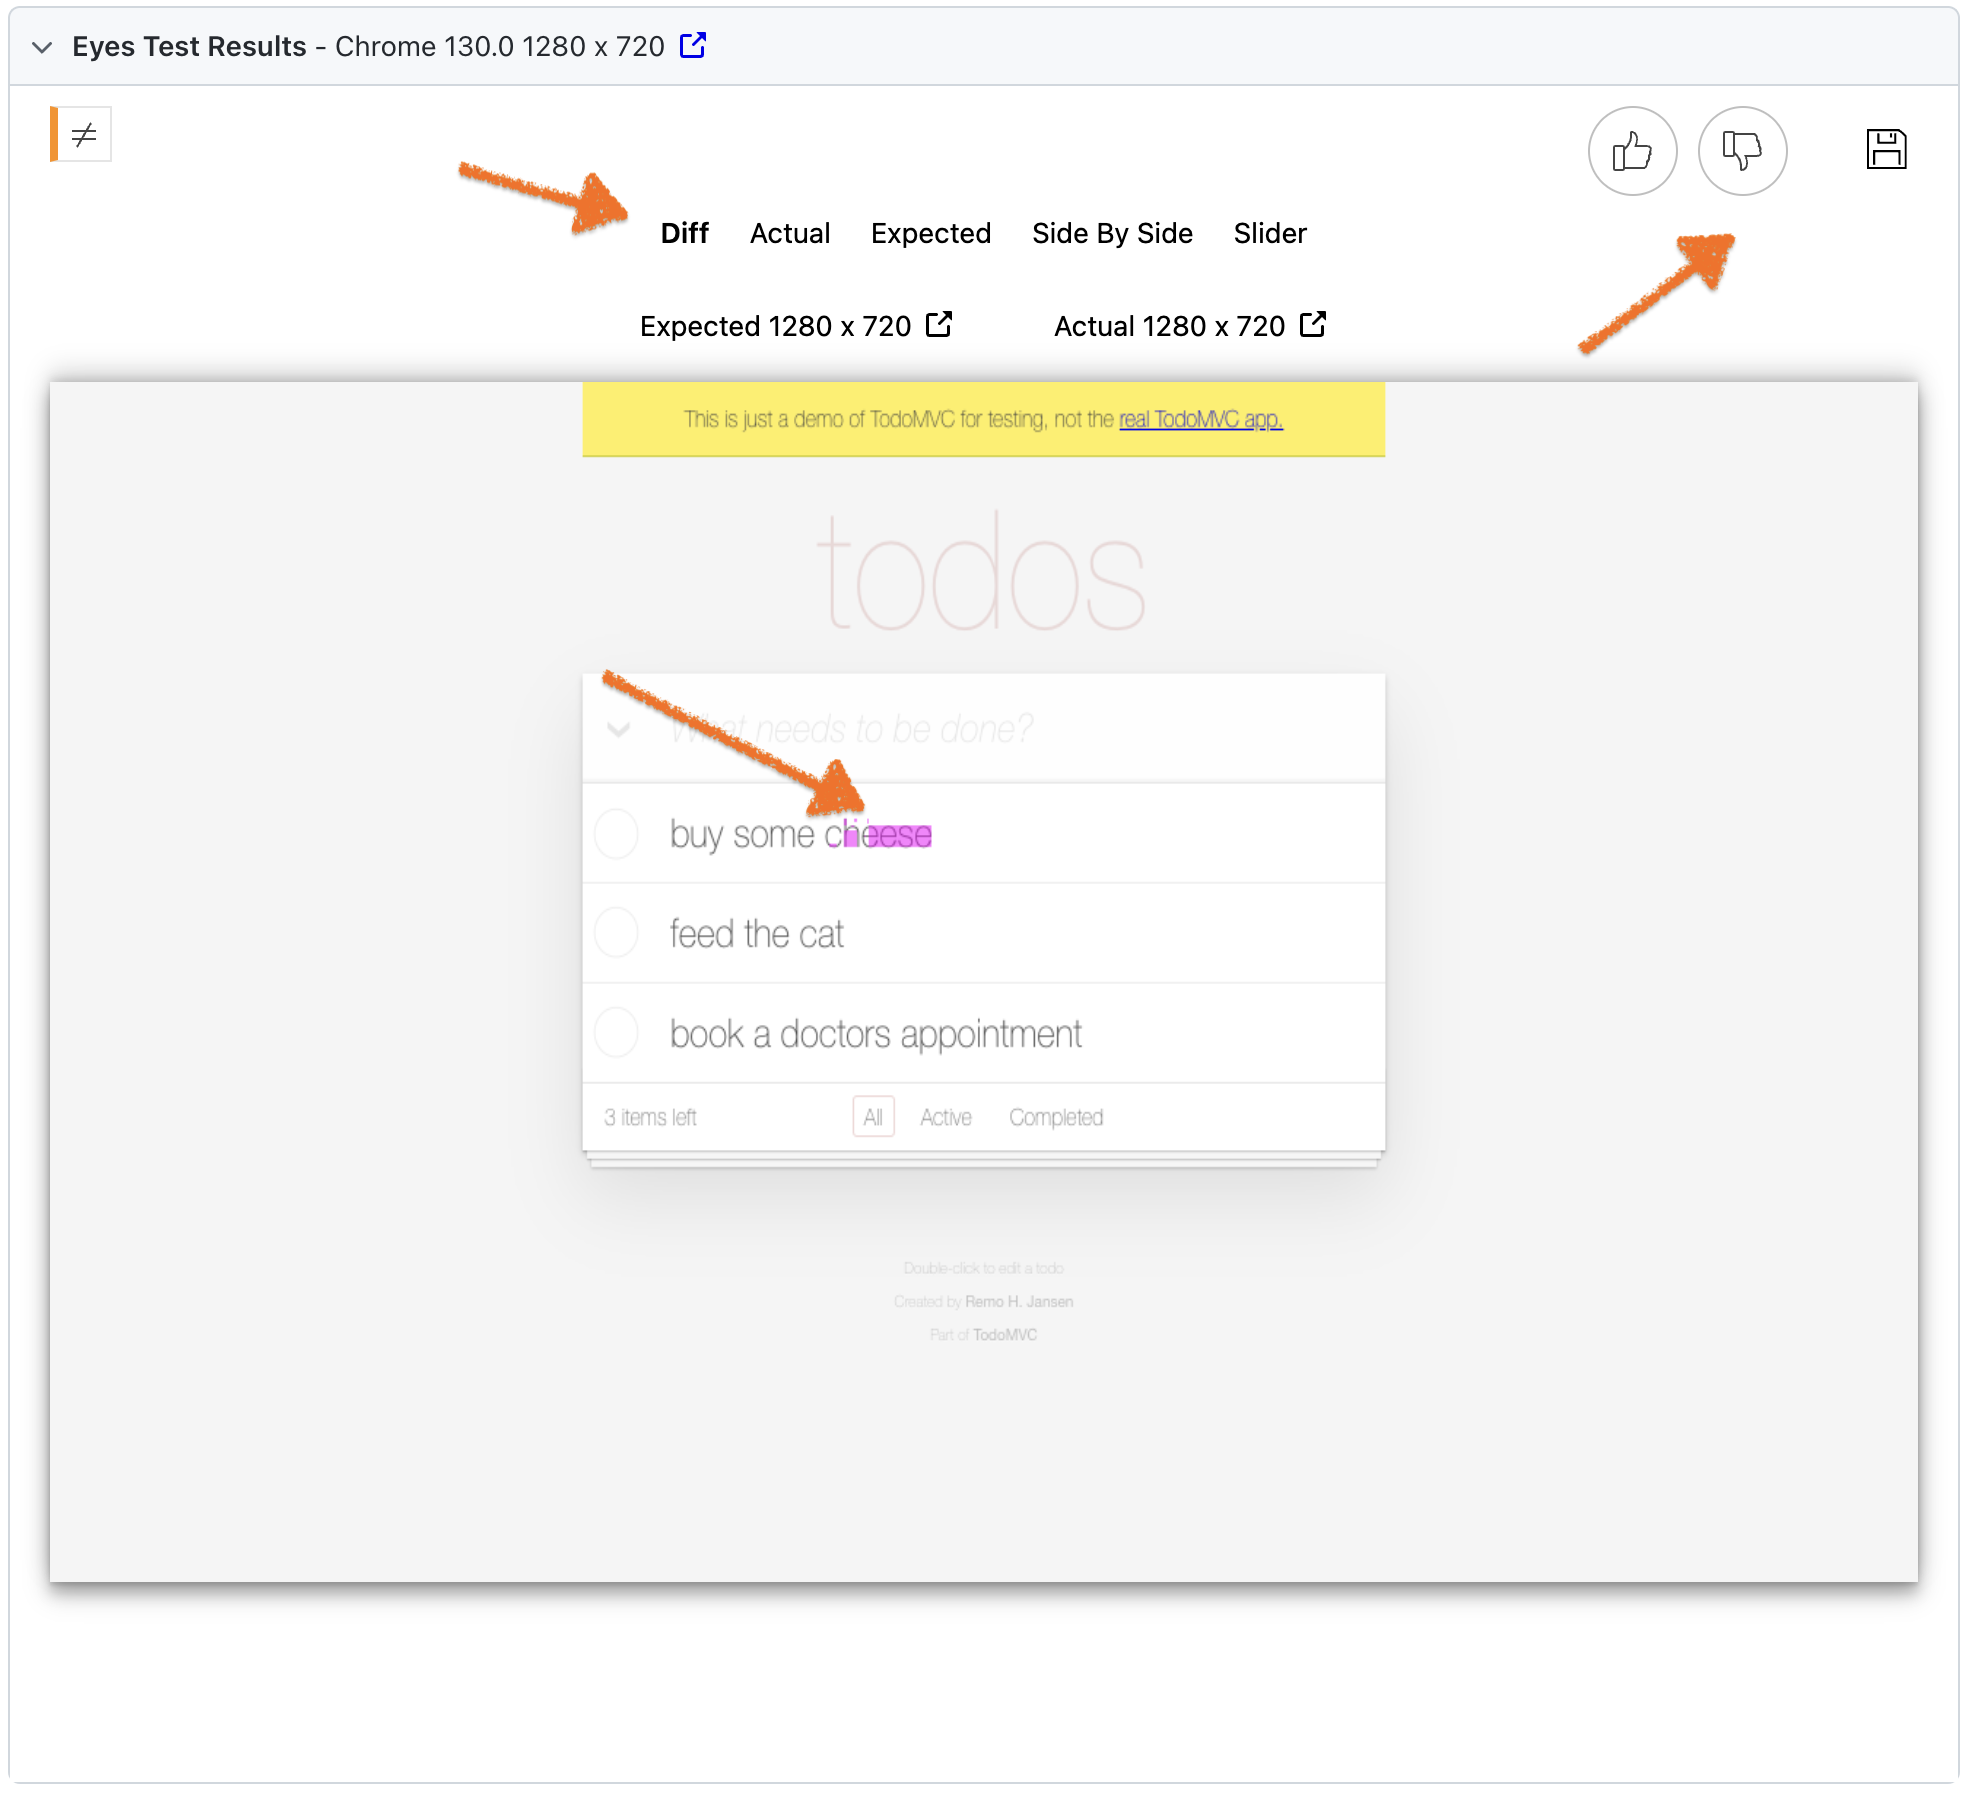 Eyes Test Results - Chrome 130.0 1280 x 720
≠
Diff Actual Expected Side By Side Slider
Expected 1280 x 720 Actual 1280 x 720
This is just a demo of TodoMVC for testing, not the real TodoMVC app.
todos
What needs to be done?
buy some cheese
feed the cat
book a doctors appointment
3 items left All Active Completed
Double-click to edit a todo
Created by Remo H. Jansen
Part of TodoMVC